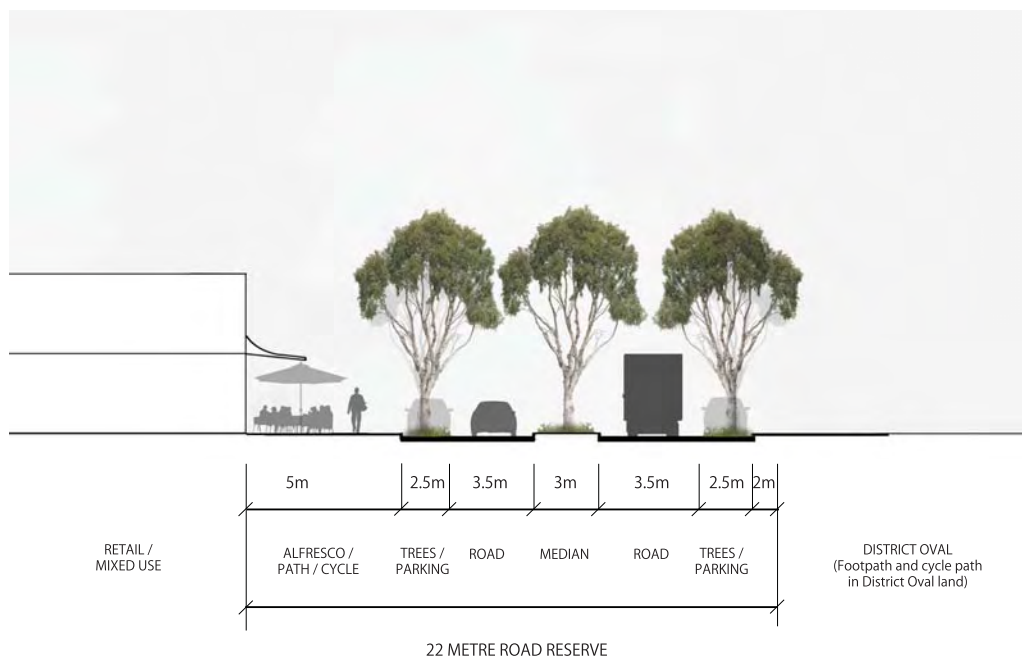 5m 2.5m 3.5m 3m 3.5m 2.5m 2m
RETAIL /
MIXED USE
ALFRESCO /
PATH / CYCLE
TREES /
PARKING
ROAD
MEDIAN
ROAD
TREES /
PARKING
DISTRICT OVAL
(Footpath and cycle path
in District Oval land)
22 METRE ROAD RESERVE